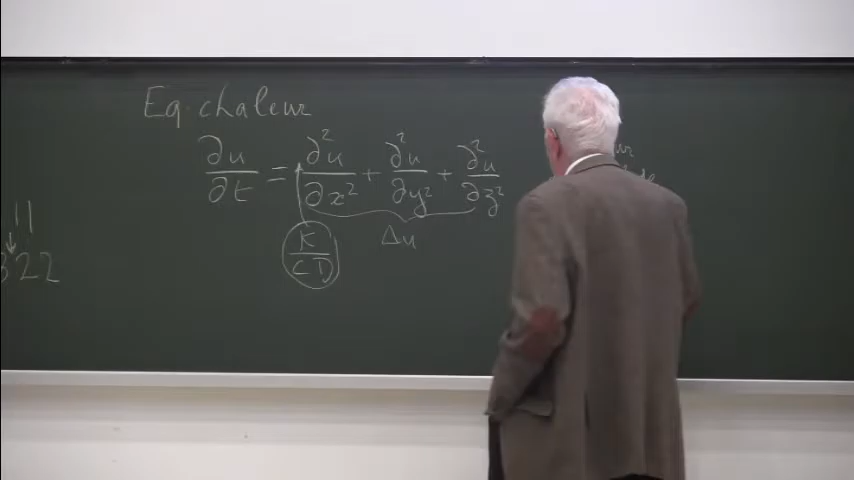 Eq. chaleur
∂u/∂t = ∂²u/∂x² + ∂²u/∂y² + ∂²u/∂z²
K/CD Δu
11
322